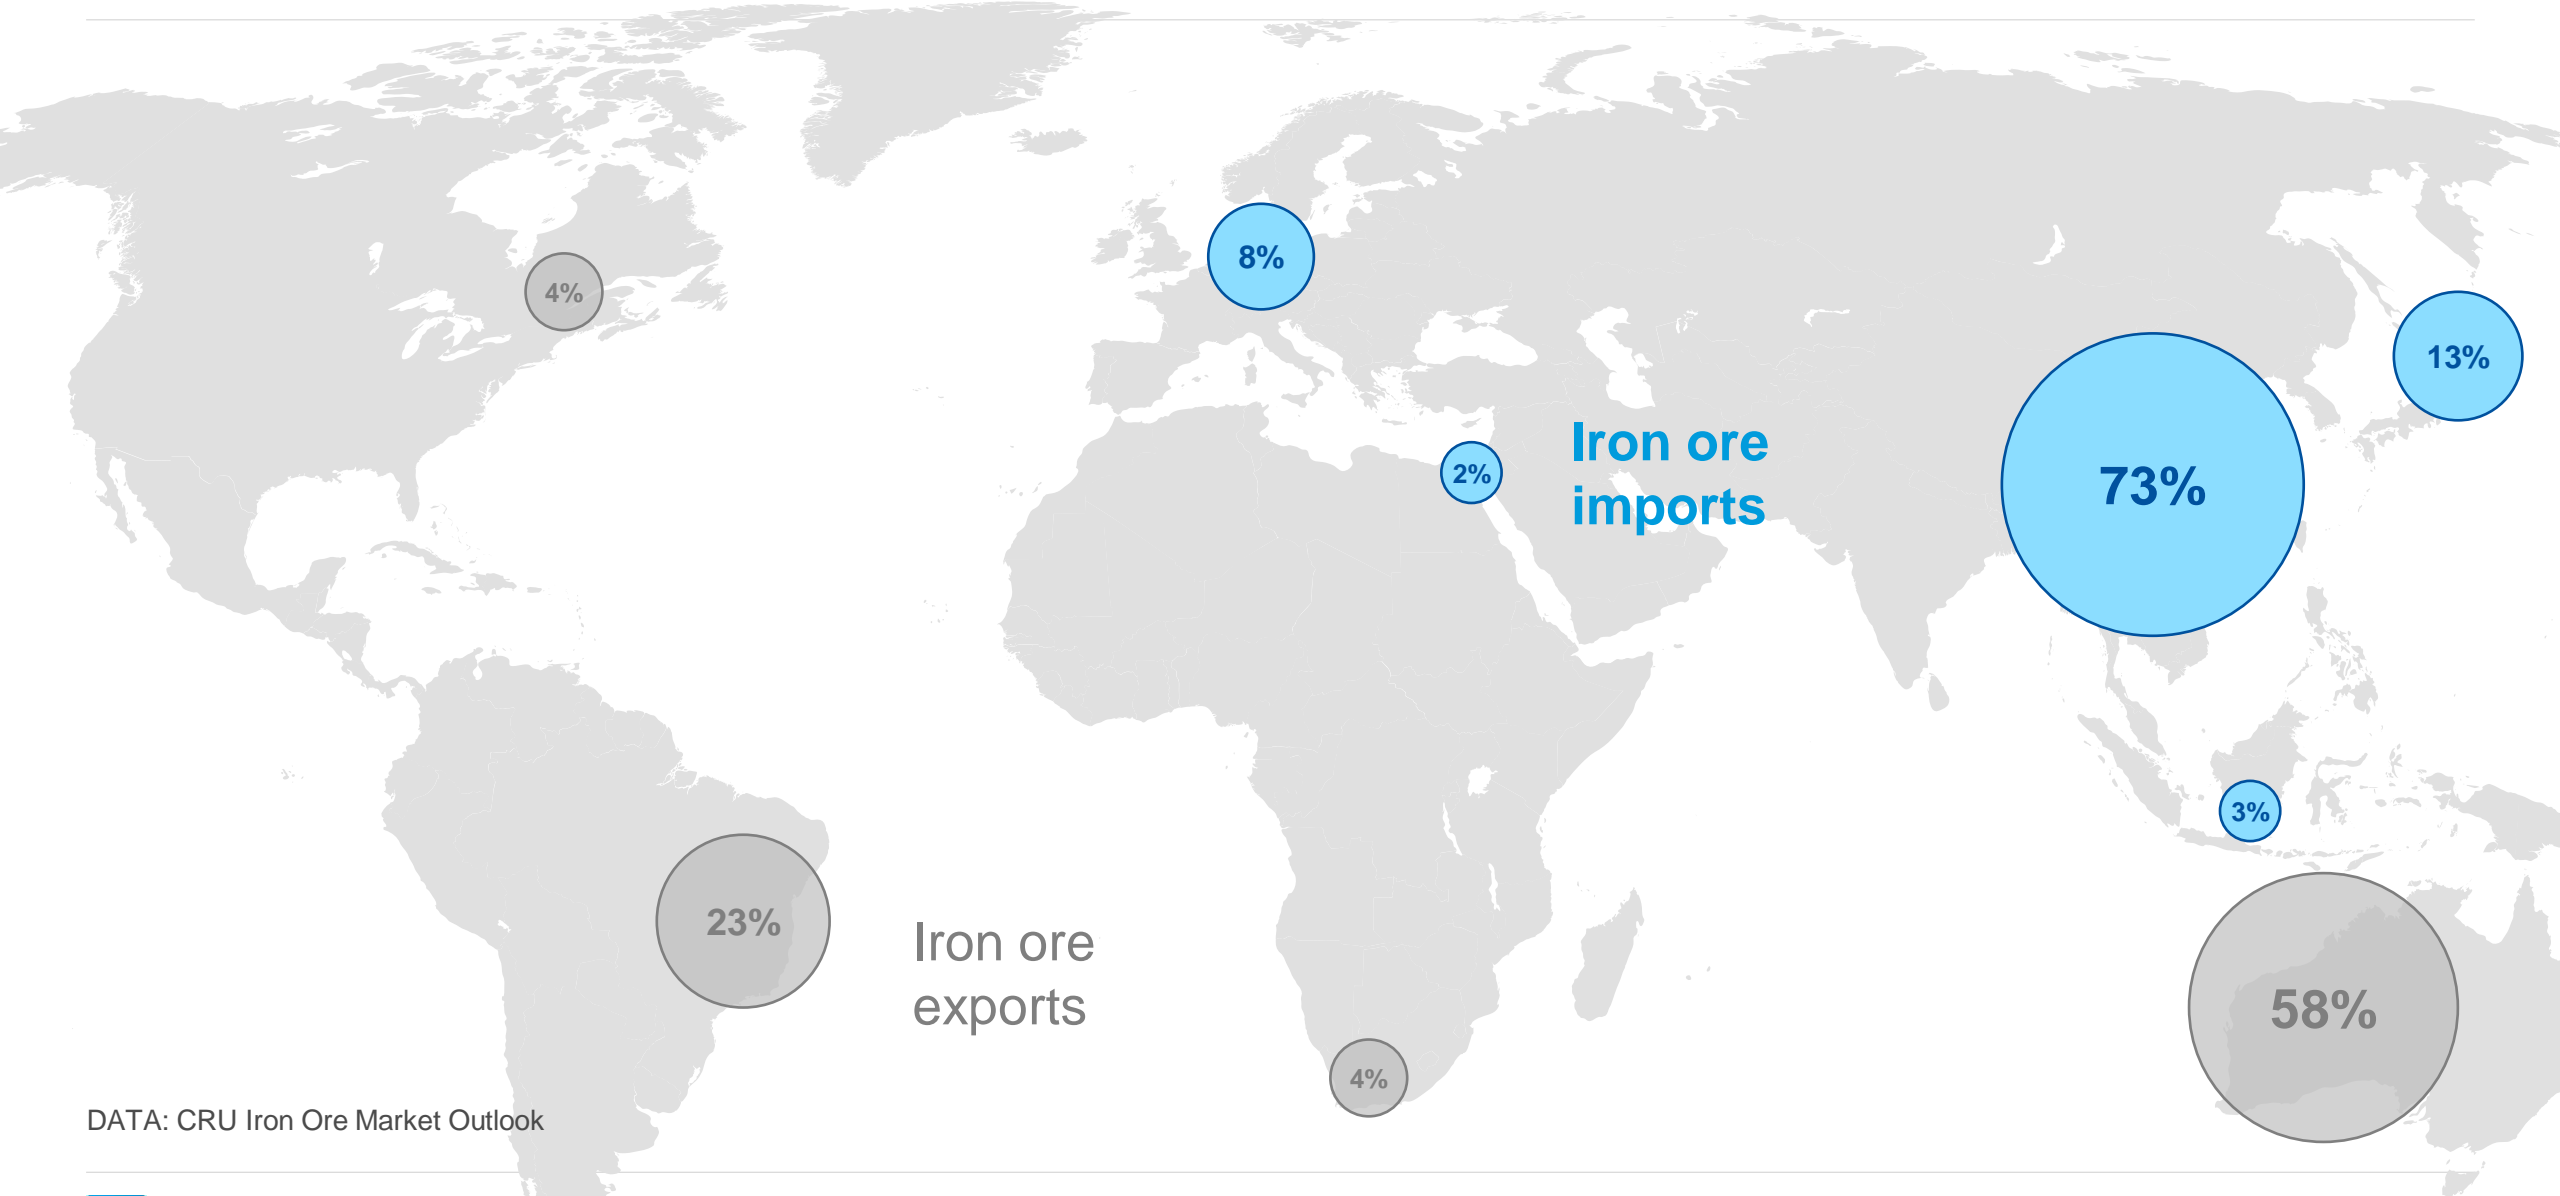 8%
4%
13%
Iron ore
imports
2%
73%
3%
23%
Iron ore
exports
58%
4%
DATA: CRU Iron Ore Market Outlook